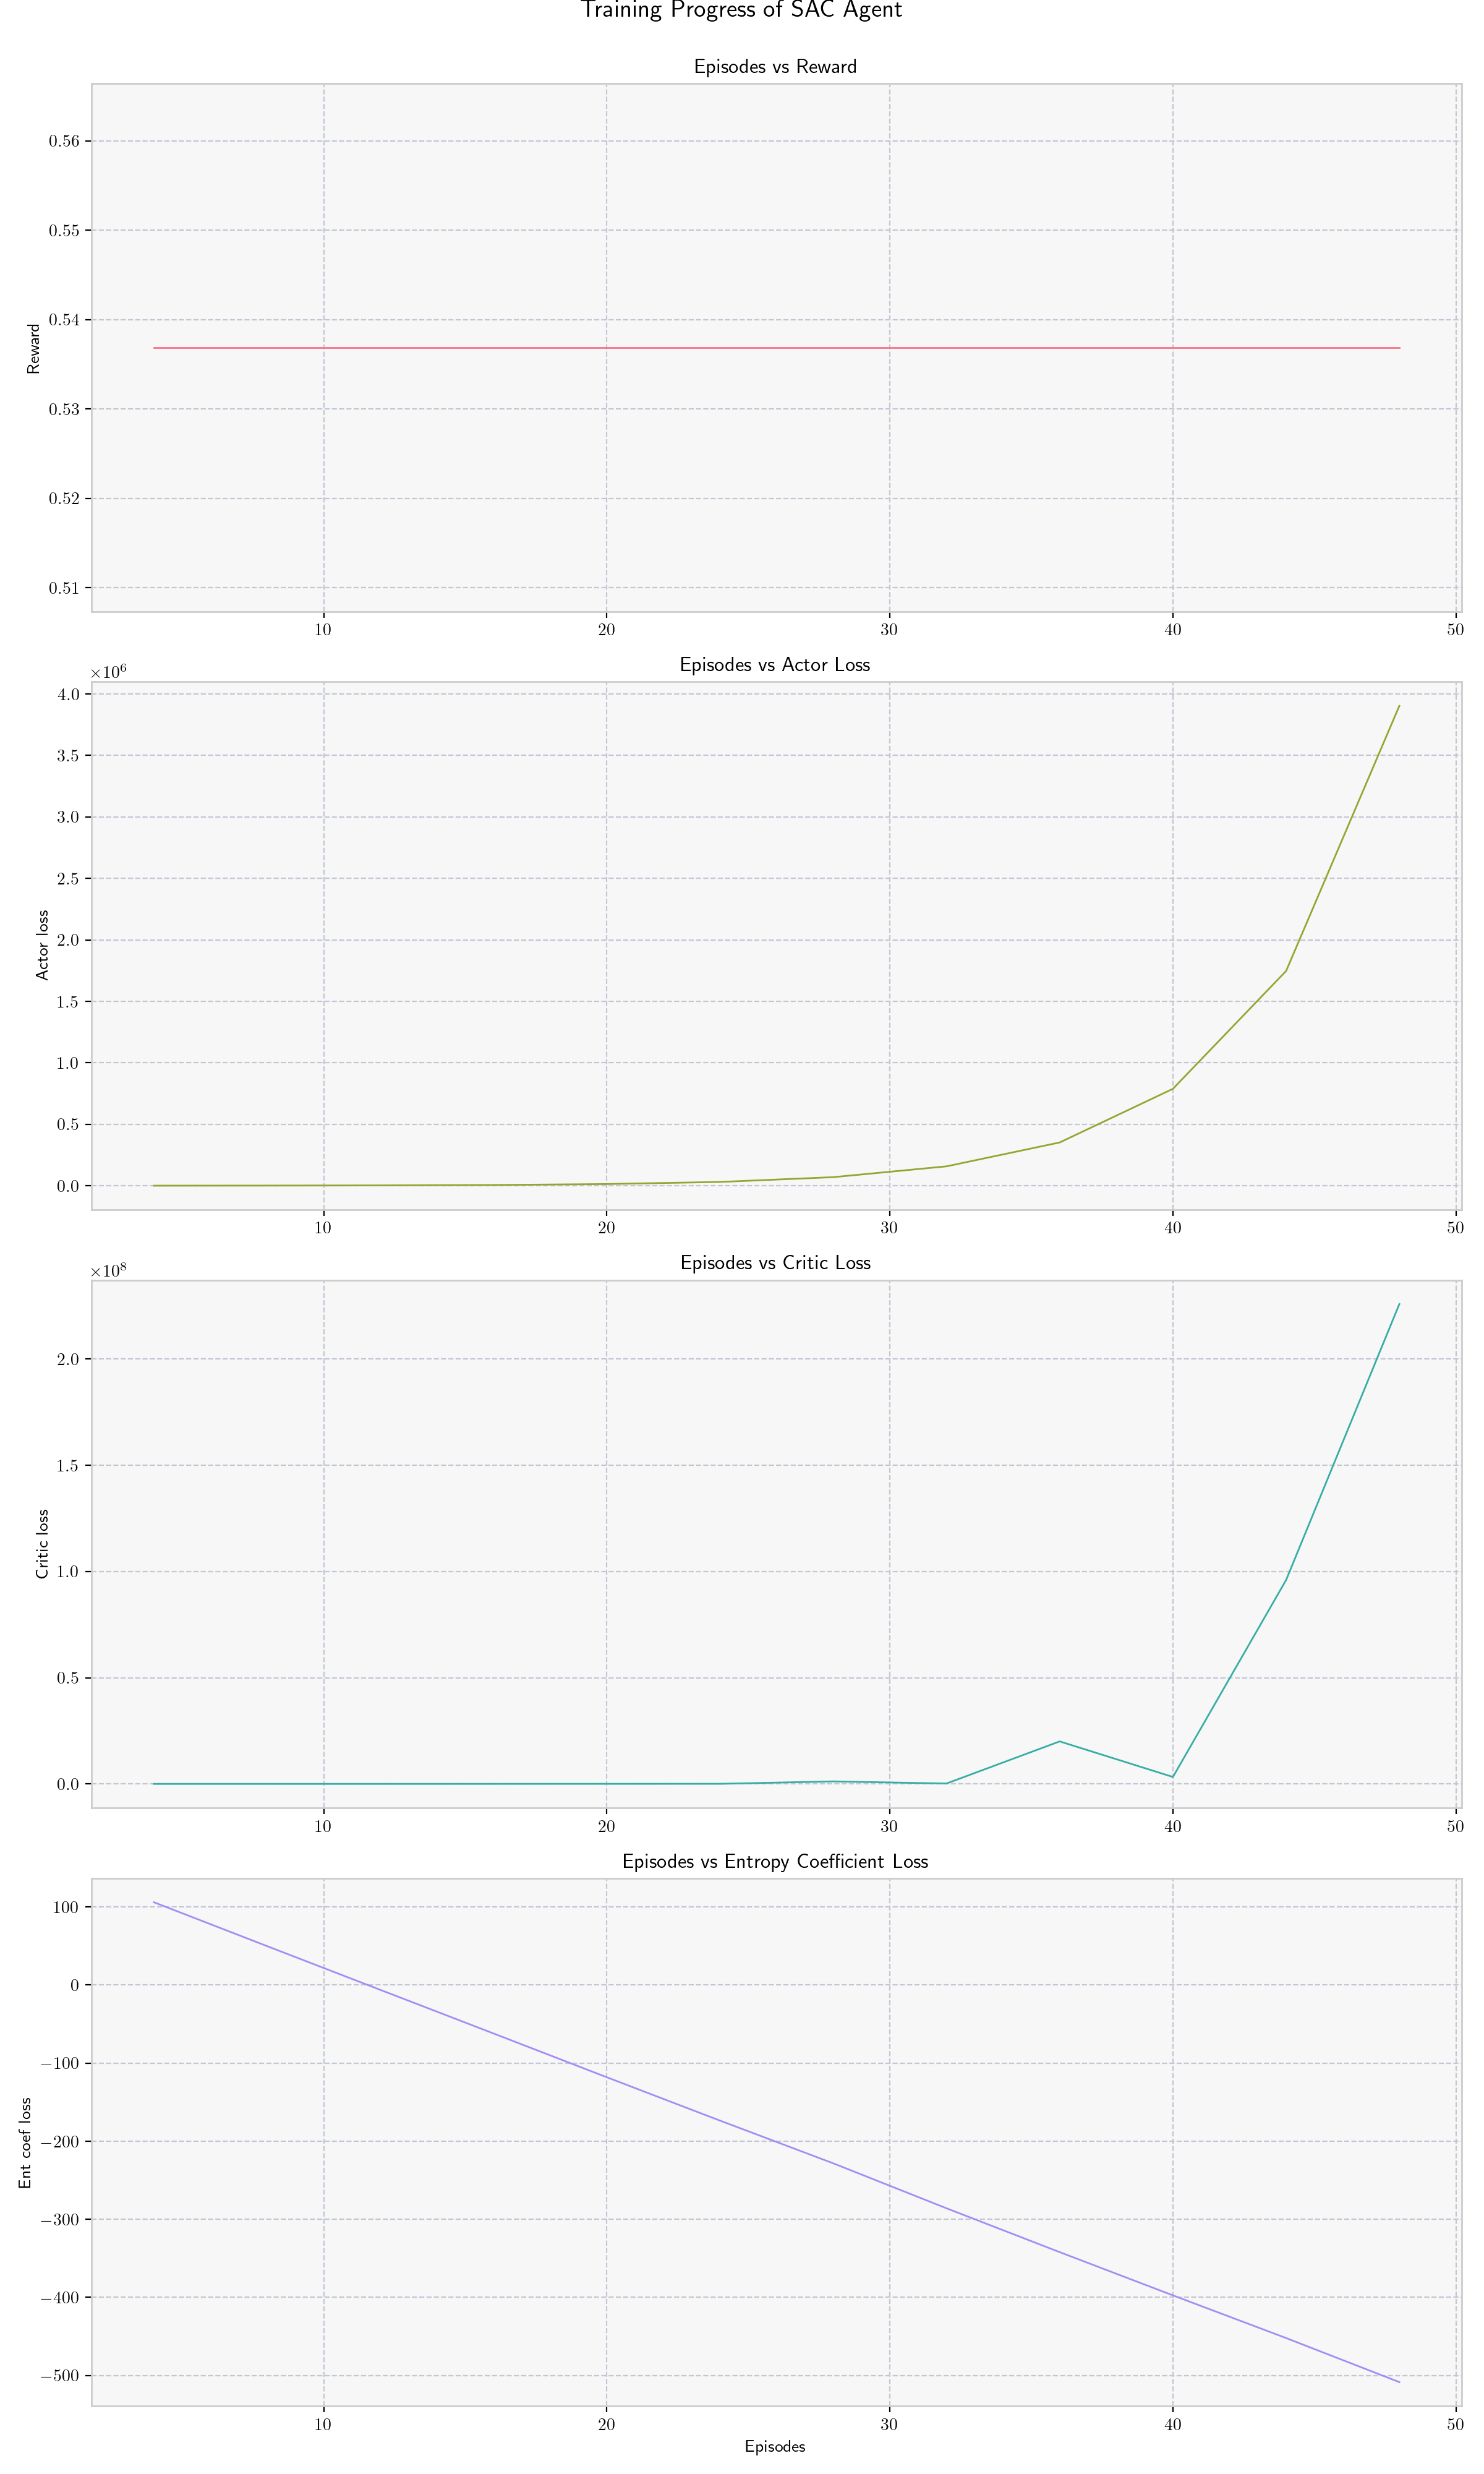 Training Progress of SAC Agent
Episodes vs Reward
0.56
0.55
0.54
0.53
0.52
0.51
Reward
10 20 30 40 50
Episodes vs Actor Loss
×10⁶
4.0
3.5
3.0
2.5
2.0
1.5
1.0
0.5
0.0
Actor loss
10 20 30 40 50
Episodes vs Critic Loss
×10⁸
2.0
1.5
1.0
0.5
0.0
Critic loss
10 20 30 40 50
Episodes vs Entropy Coefficient Loss
100
0
−100
−200
−300
−400
−500
Ent coef loss
10 20 30 40 50
Episodes